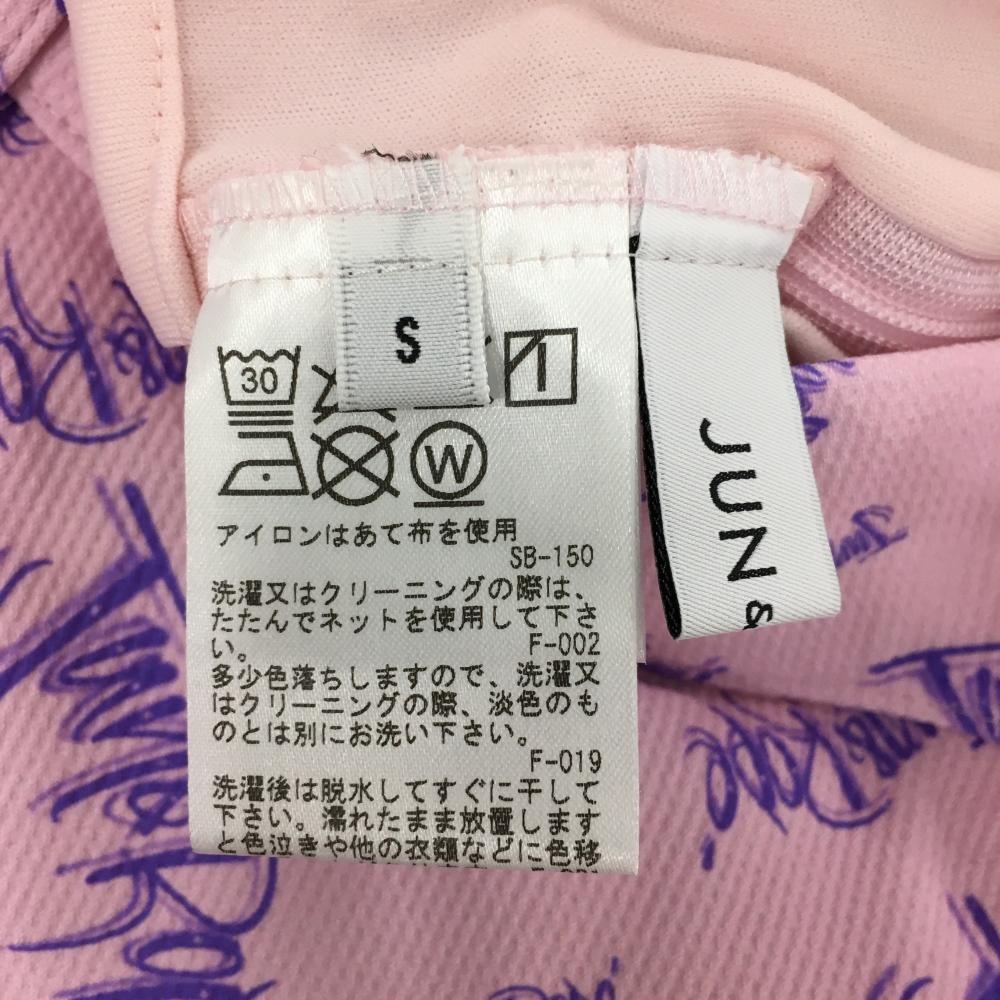 S
30
W
アイロンはあて布を使用
SB-150
洗濯又はクリーニングの際は、
たたんでネットを使用して下さ
い。
F-002
多少色落ちしますので、洗濯又
はクリーニングの際、淡色のも
のとは別にお洗い下さい。
F-019
洗濯後は脱水してすぐに干して
下さい。濡れたまま放置します
と色泣きや他の衣類などに色移
JUN &
Jun & Ropé